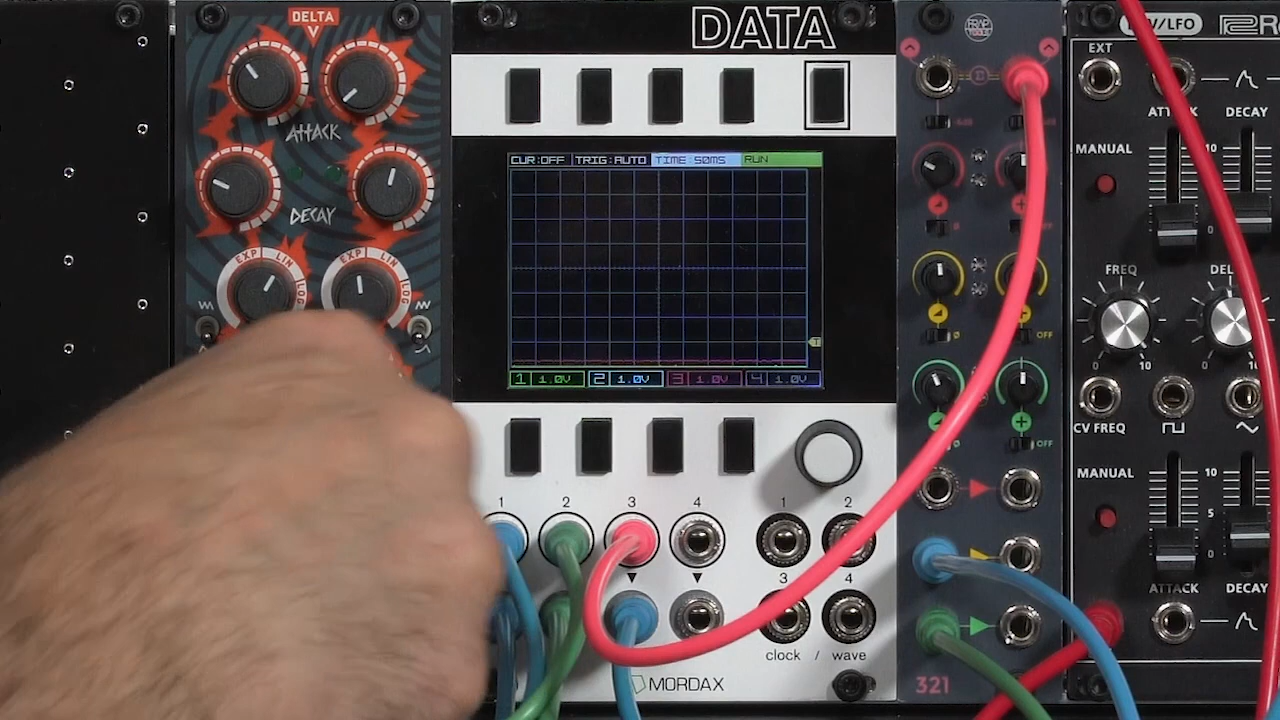 DELTA
V
ATTACK
DECAY
EXP LIN LOG
EXP LIN LOG
DATA
CUR:OFF TRIG:AUTO TIME:50MS RUN
1 1.0V 2 1.0V 3 1.0V 4 1.0V
1 2 3 4 1 2
3 4
clock / wave
MORDAX
FRAP TOOLS
Σ
OFF
OFF
321
/LFO
EXT
ATTACK DECAY
MANUAL
10
0
FREQ
0 10
10
CV FREQ
MANUAL
10
5
0
ATTACK DECAY